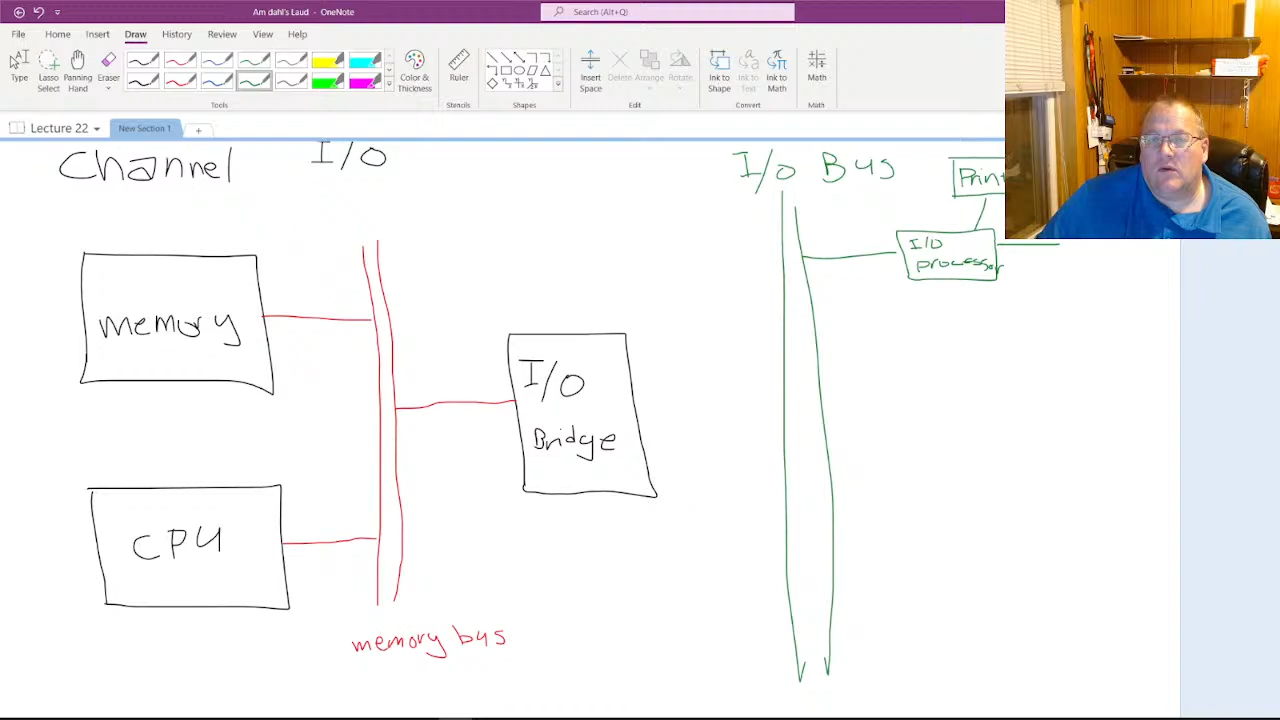 Am dahl's Laud - OneNote
Search (Alt+Q)
File Home Insert Draw History Review View Help
Type Lasso Select Panning Hand Eraser Thickness Ruler Shapes Insert Space Delete Arrange Rotate Ink to Shape Ink to Text Ink to Math Math
Tools Stencils Shapes Edit Convert Math
Lecture 22 New Section 1
Channel I/O
I/O Bus
Print
I/O
processor
memory
I/O
Bridge
CPU
memory bus